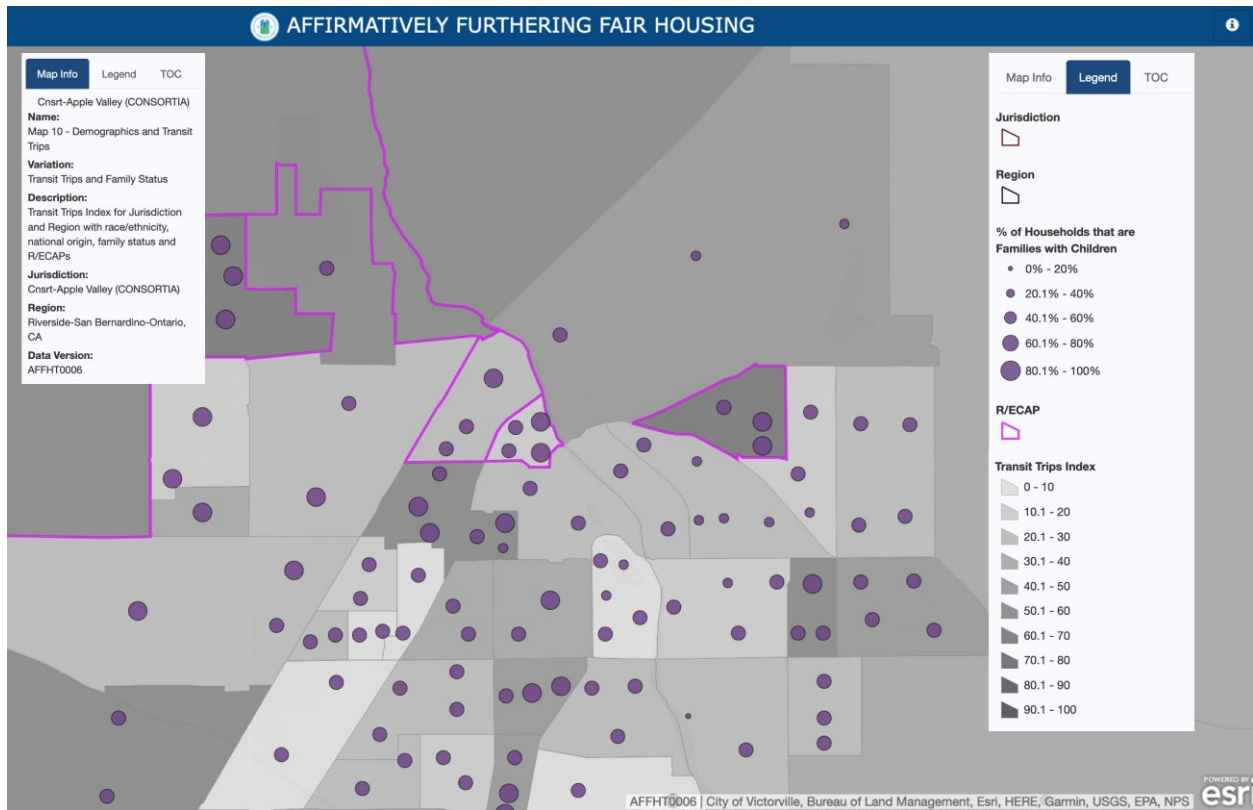 AFFIRMATIVELY FURTHERING FAIR HOUSING
Map Info Legend TOC
Cnsrt-Apple Valley (CONSORTIA)
Name:
Map 10 - Demographics and Transit
Trips
Variation:
Transit Trips and Family Status
Description:
Transit Trips Index for Jurisdiction
and Region with race/ethnicity,
national origin, family status and
R/ECAPs
Jurisdiction:
Cnsrt-Apple Valley (CONSORTIA)
Region:
Riverside-San Bernardino-Ontario,
CA
Data Version:
AFFHT0006
Map Info Legend TOC
Jurisdiction
Region
% of Households that are
Families with Children
0% - 20%
20.1% - 40%
40.1% - 60%
60.1% - 80%
80.1% - 100%
R/ECAP
Transit Trips Index
0 - 10
10.1 - 20
20.1 - 30
30.1 - 40
40.1 - 50
50.1 - 60
60.1 - 70
70.1 - 80
80.1 - 90
90.1 - 100
AFFHT0006 | City of Victorville, Bureau of Land Management, Esri, HERE, Garmin, USGS, EPA, NPS
POWERED BY
esri